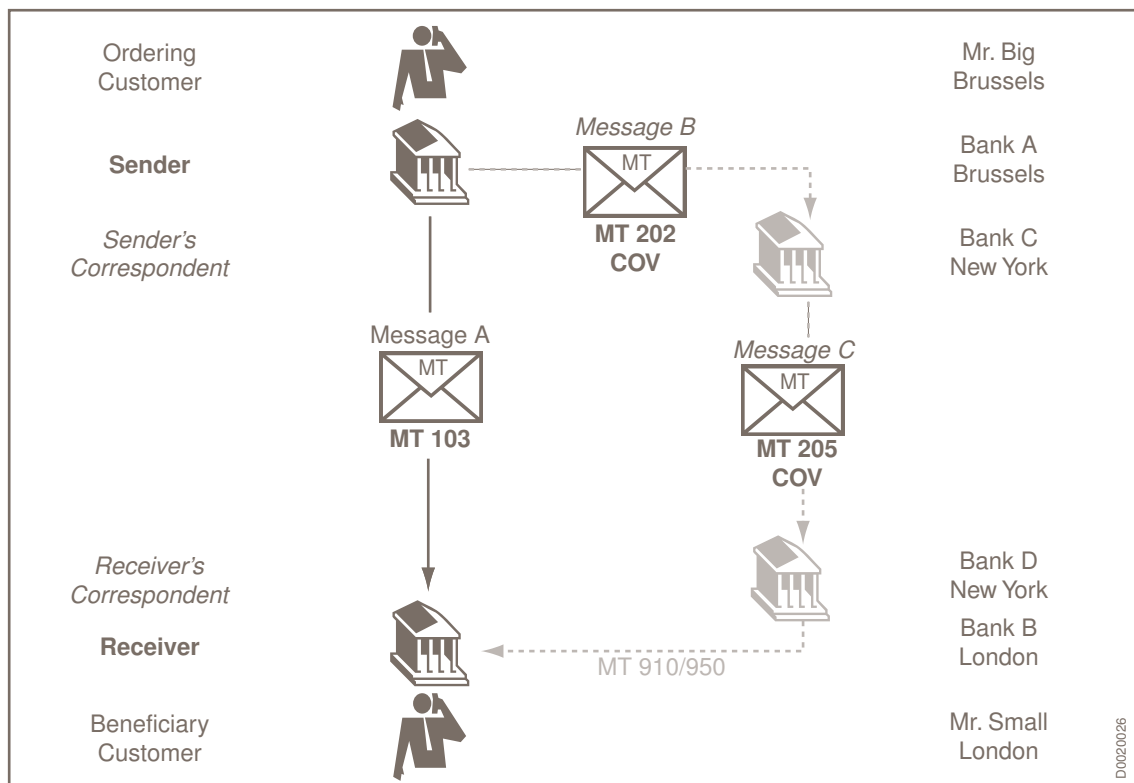 Ordering
Customer
Mr. Big
Brussels
Sender
Message B
MT
MT 202
COV
Bank A
Brussels
Sender's
Correspondent
Bank C
New York
Message A
MT
MT 103
Message C
MT
MT 205
COV
Receiver's
Correspondent
Bank D
New York
Receiver
MT 910/950
Bank B
London
Beneficiary
Customer
Mr. Small
London
D0020026